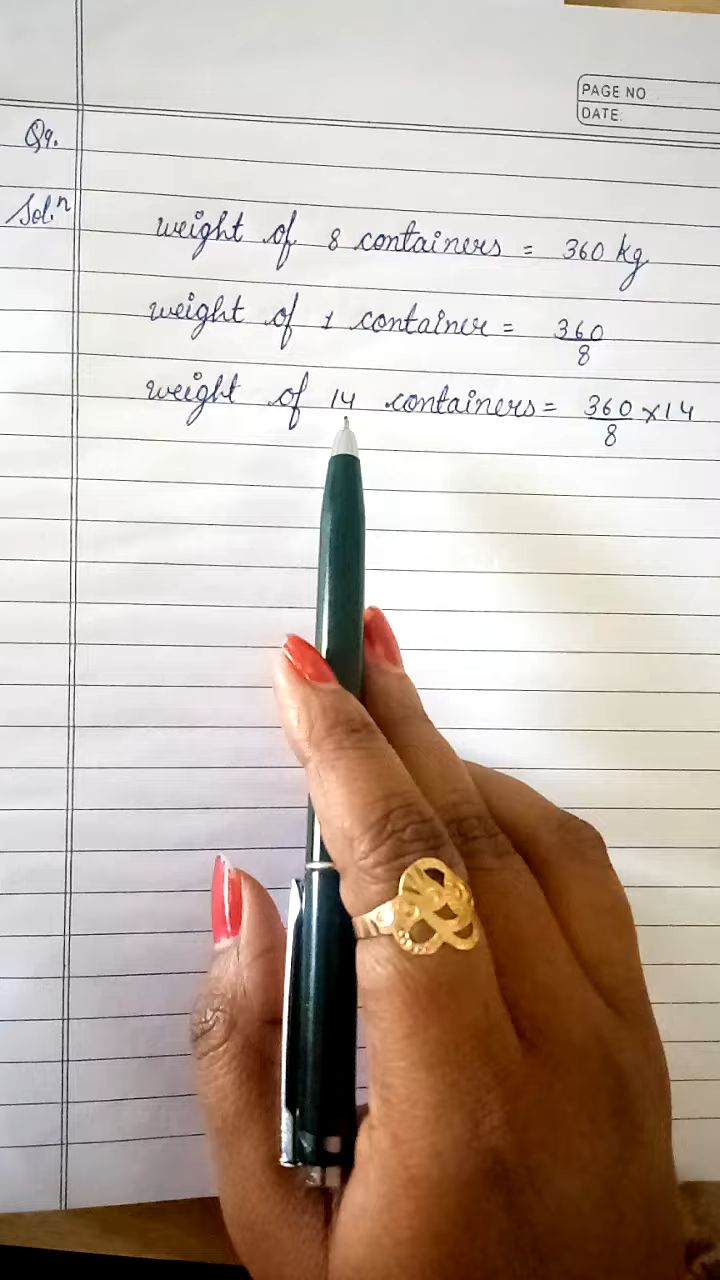 PAGE NO
DATE:
Q9.
Sol.ⁿ
weight of 8 containers = 360 kg
weight of 1 container = 360/8
weight of 14 containers = 360/8 × 14